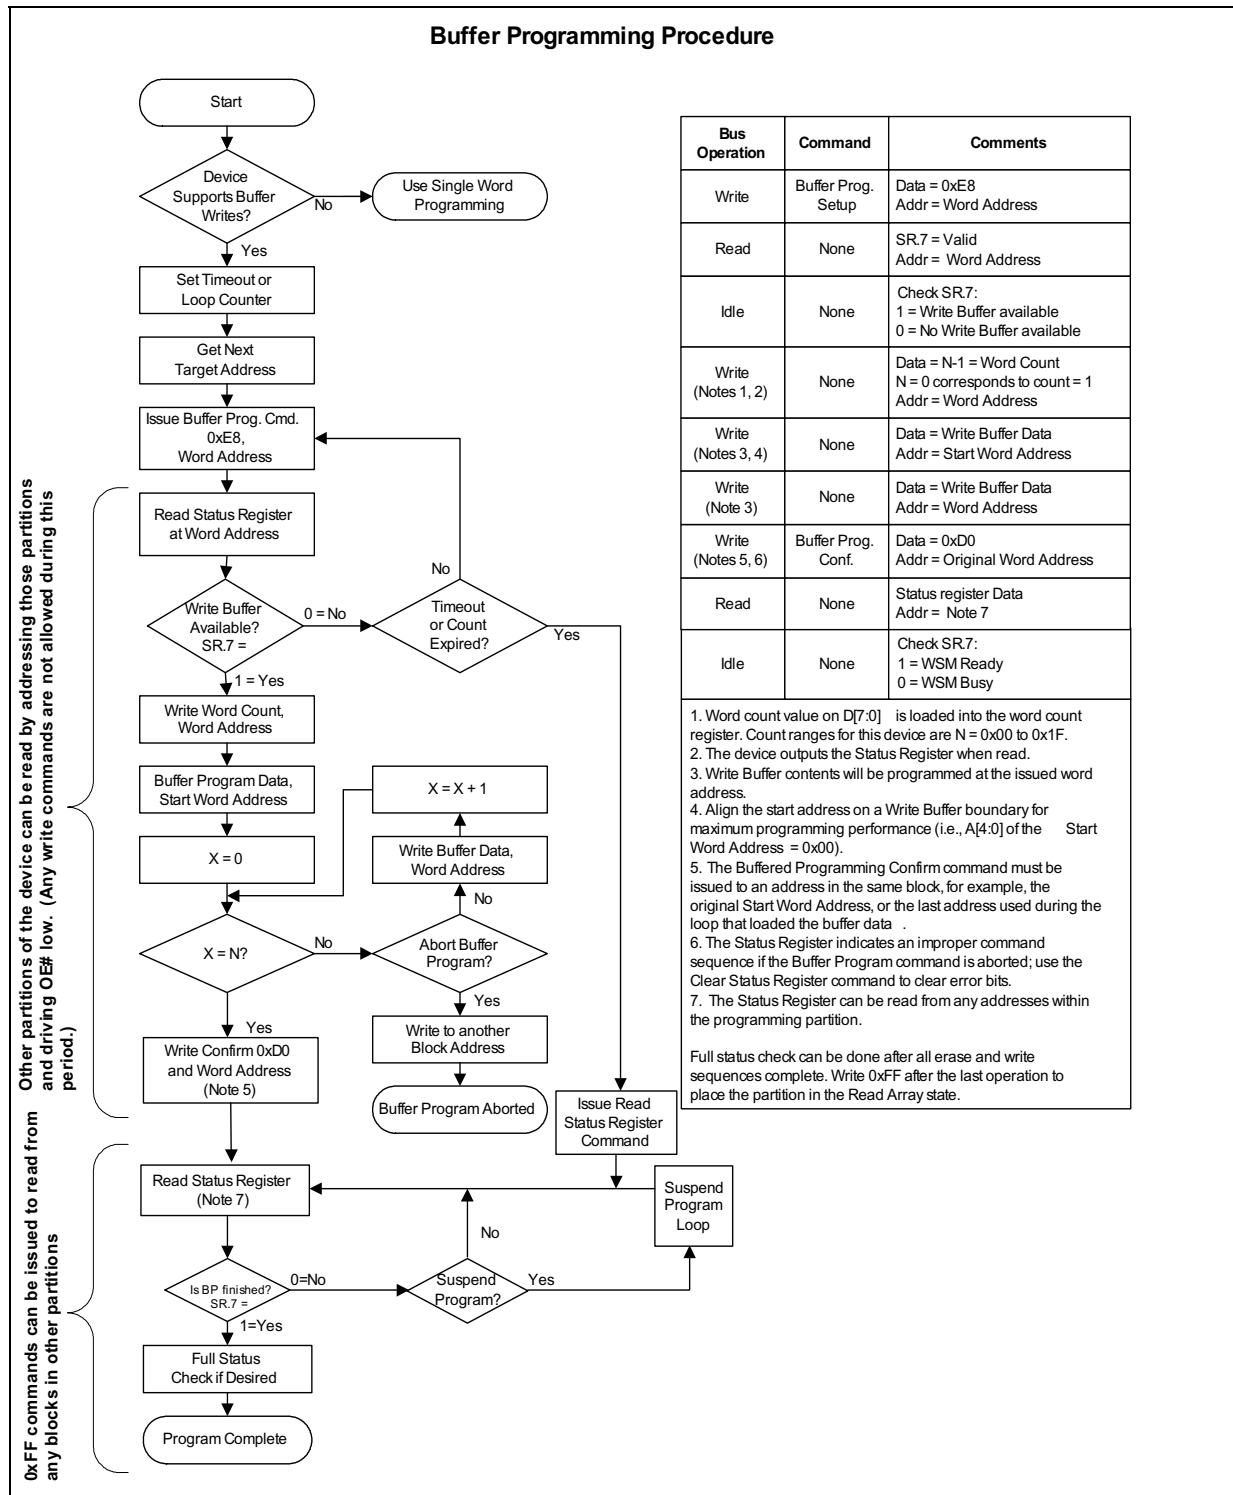 Buffer Programming Procedure
Start
Device
Supports Buffer
Writes?
No
Use Single Word
Programming
Yes
Set Timeout or
Loop Counter
Get Next
Target Address
Issue Buffer Prog. Cmd.
0xE8,
Word Address
Read Status Register
at Word Address
No
Write Buffer
Available?
SR.7 =
0 = No
Timeout
or Count
Expired?
Yes
1 = Yes
Write Word Count,
Word Address
Buffer Program Data,
Start Word Address
X = X + 1
X = 0
Write Buffer Data,
Word Address
No
X = N?
No
Abort Buffer
Program?
Yes
Yes
Write Confirm 0xD0
and Word Address
(Note 5)
Write to another
Block Address
Buffer Program Aborted
Issue Read
Status Register
Command
Read Status Register
(Note 7)
Suspend
Program
Loop
No
Is BP finished?
SR.7 =
0=No
Suspend
Program?
Yes
1=Yes
Full Status
Check if Desired
Program Complete
Other partitions of the device can be read by addressing those partitions
and driving OE# low. (Any write commands are not allowed during this
period.)
0xFF commands can be issued to read from
any blocks in other partitions
Bus
Operation
Command
Comments
Write
Buffer Prog.
Setup
Data = 0xE8
Addr = Word Address
Read
None
SR.7 = Valid
Addr = Word Address
Idle
None
Check SR.7:
1 = Write Buffer available
0 = No Write Buffer available
Write
(Notes 1, 2)
None
Data = N-1 = Word Count
N = 0 corresponds to count = 1
Addr = Word Address
Write
(Notes 3, 4)
None
Data = Write Buffer Data
Addr = Start Word Address
Write
(Note 3)
None
Data = Write Buffer Data
Addr = Word Address
Write
(Notes 5, 6)
Buffer Prog.
Conf.
Data = 0xD0
Addr = Original Word Address
Read
None
Status register Data
Addr = Note 7
Idle
None
Check SR.7:
1 = WSM Ready
0 = WSM Busy
1. Word count value on D[7:0] is loaded into the word count
register. Count ranges for this device are N = 0x00 to 0x1F.
2. The device outputs the Status Register when read.
3. Write Buffer contents will be programmed at the issued word
address.
4. Align the start address on a Write Buffer boundary for
maximum programming performance (i.e., A[4:0] of the Start
Word Address = 0x00).
5. The Buffered Programming Confirm command must be
issued to an address in the same block, for example, the
original Start Word Address, or the last address used during the
loop that loaded the buffer data .
6. The Status Register indicates an improper command
sequence if the Buffer Program command is aborted; use the
Clear Status Register command to clear error bits.
7. The Status Register can be read from any addresses within
the programming partition.
Full status check can be done after all erase and write
sequences complete. Write 0xFF after the last operation to
place the partition in the Read Array state.